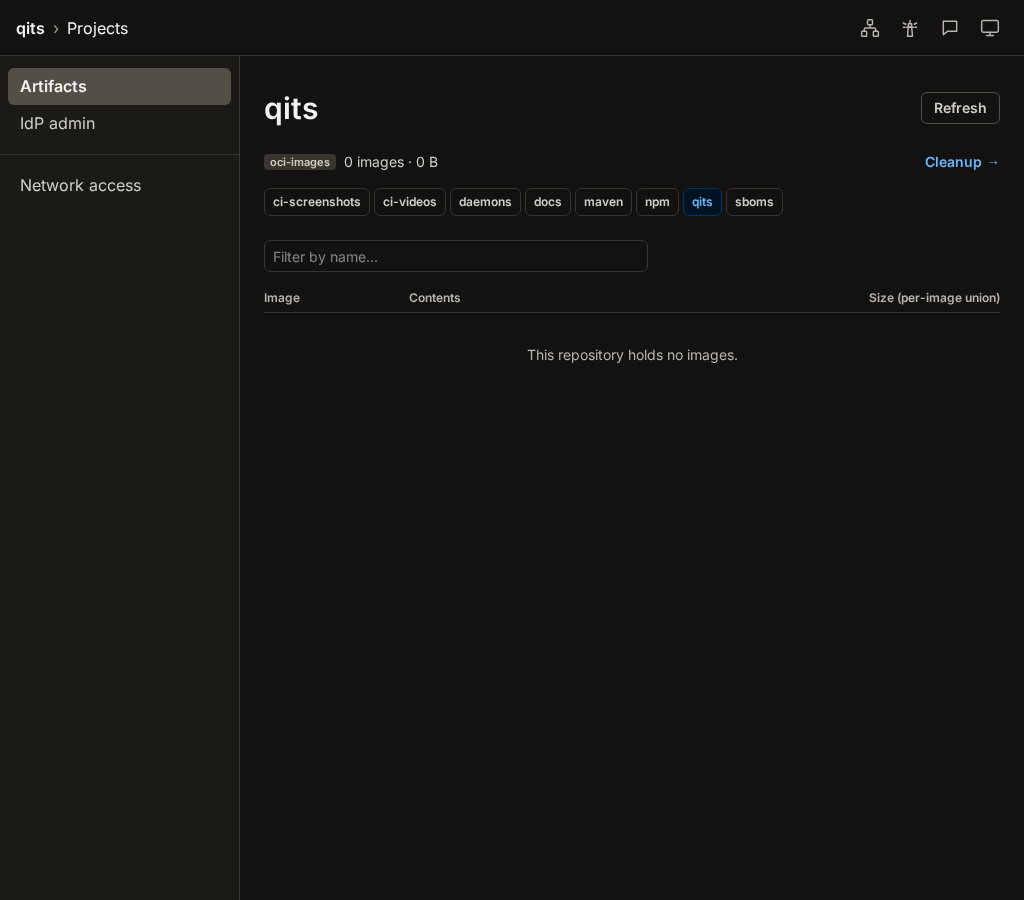 qits › Projects
Artifacts
IdP admin
Network access
qits
Refresh
oci-images 0 images · 0 B
Cleanup →
ci-screenshots ci-videos daemons docs maven npm qits sboms
Filter by name...
Image Contents Size (per-image union)
This repository holds no images.